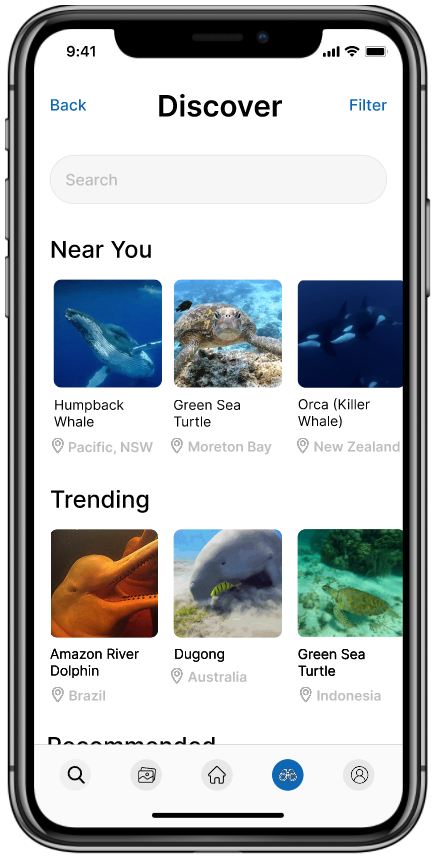 9:41
Back
Discover
Filter
Search
Near You
Humpback
Whale
Green Sea
Turtle
Orca (Killer
Whale)
Pacific, NSW
Moreton Bay
New Zealand
Trending
Amazon River
Dolphin
Dugong
Green Sea
Turtle
Brazil
Australia
Indonesia
Recommended